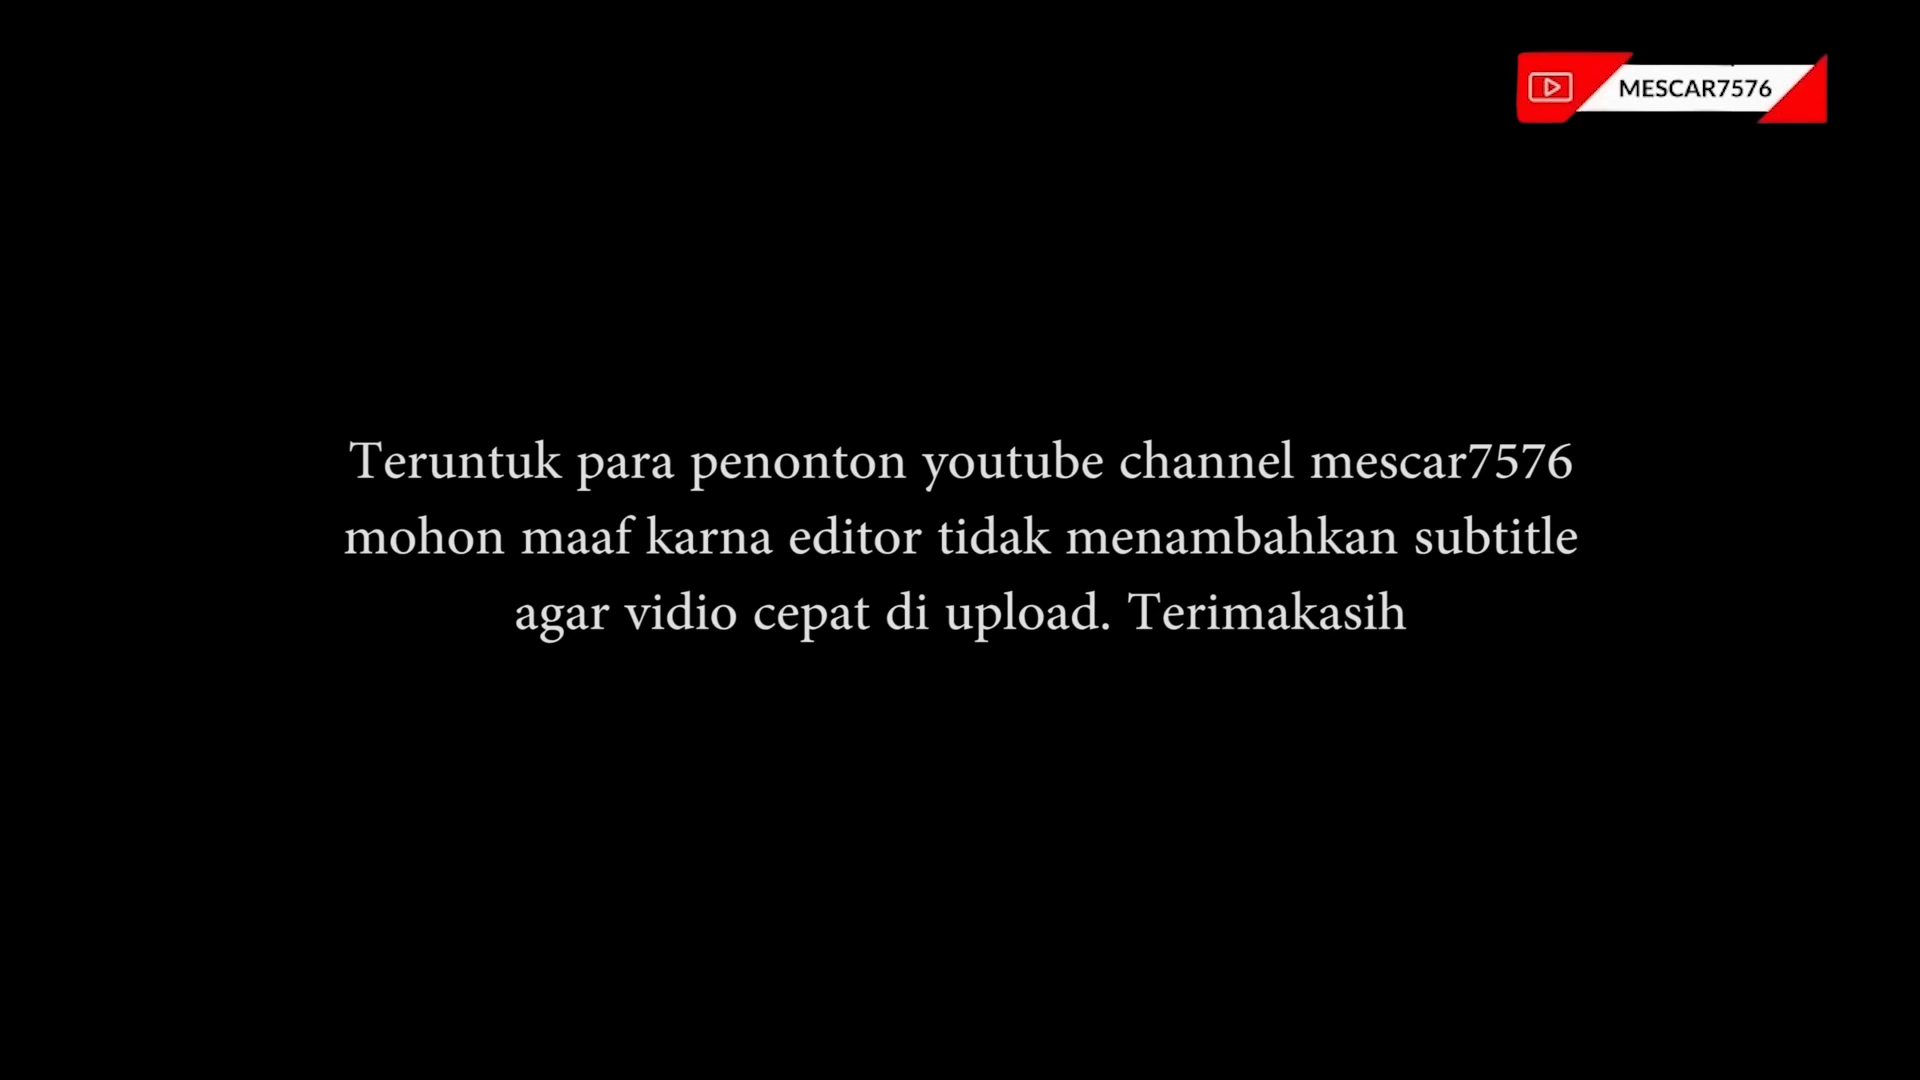 MESCAR7576
Teruntuk para penonton youtube channel mescar7576
mohon maaf karna editor tidak menambahkan subtitle
agar vidio cepat di upload. Terimakasih